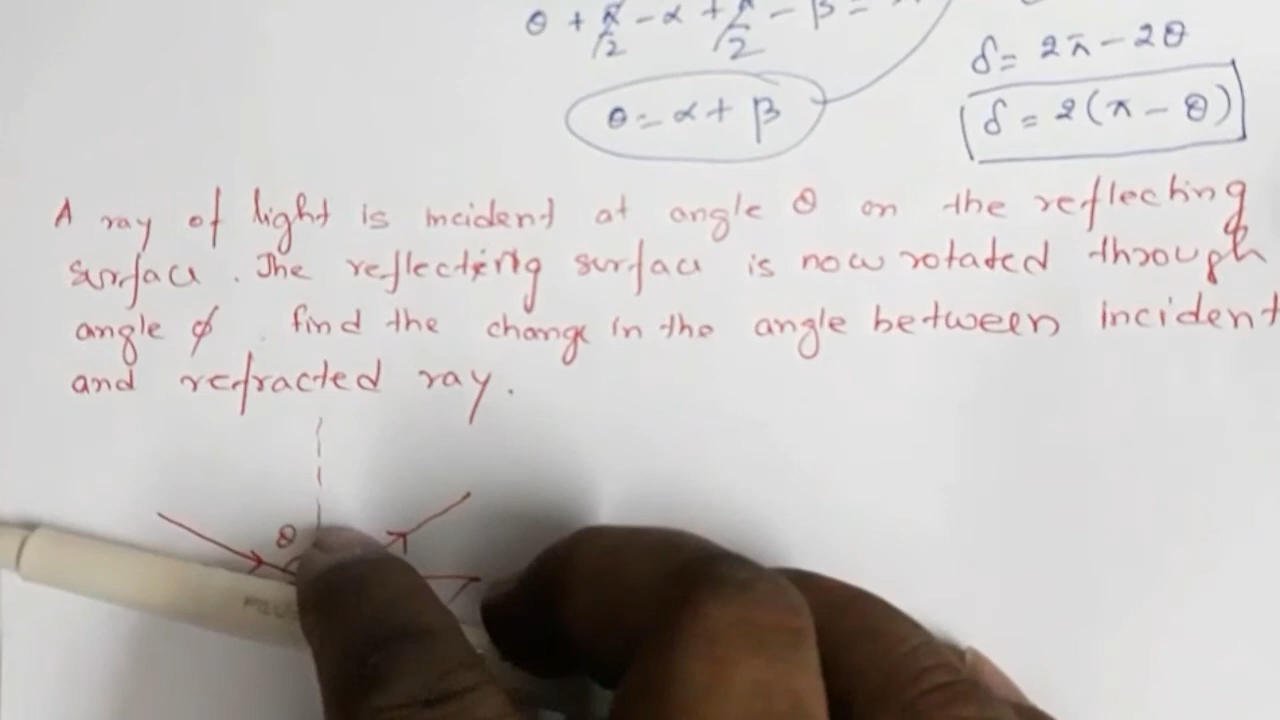 θ + π/2 - α + π/2 - β =
δ = 2π - 2θ
θ = α + β
δ = 2(π - θ)
A ray of light is incident at angle θ on the reflecting
surface. The reflecting surface is now rotated through
angle ϕ. find the change in the angle between incident
and refracted ray.
θ